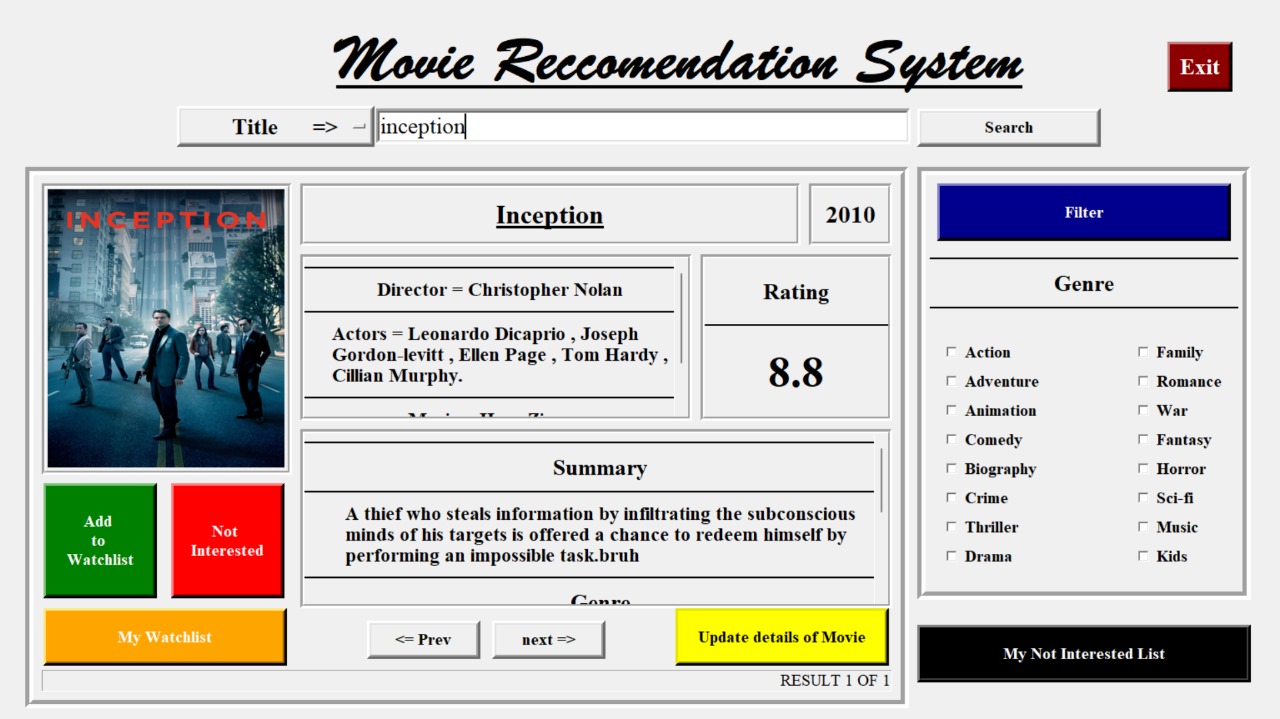 Movie Reccomendation System
Exit
Title =>
inception
Search
INCEPTION
Inception
2010
Director = Christopher Nolan
Actors = Leonardo Dicaprio , Joseph
Gordon-levitt , Ellen Page , Tom Hardy ,
Cillian Murphy.
Rating
8.8
Summary
A thief who steals information by infiltrating the subconscious
minds of his targets is offered a chance to redeem himself by
performing an impossible task.bruh
Genre
Add
to
Watchlist
Not
Interested
My Watchlist
<= Prev
next =>
Update details of Movie
RESULT 1 OF 1
Filter
Genre
Action
Family
Adventure
Romance
Animation
War
Comedy
Fantasy
Biography
Horror
Crime
Sci-fi
Thriller
Music
Drama
Kids
My Not Interested List